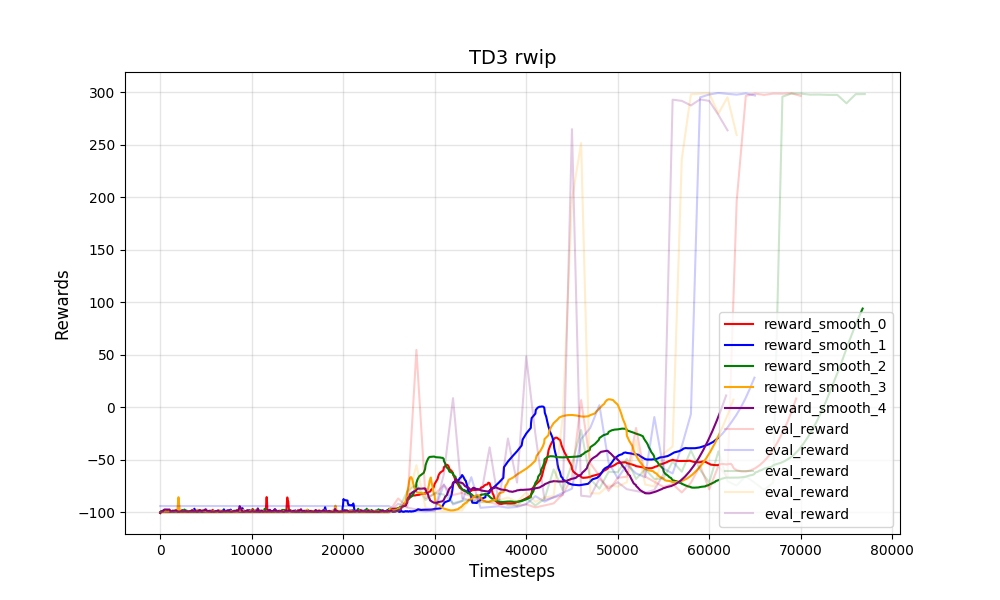 TD3 rwip
Rewards
300
250
200
150
100
50
0
−50
−100
reward_smooth_0
reward_smooth_1
reward_smooth_2
reward_smooth_3
reward_smooth_4
eval_reward
eval_reward
eval_reward
eval_reward
eval_reward
0 10000 20000 30000 40000 50000 60000 70000 80000
Timesteps